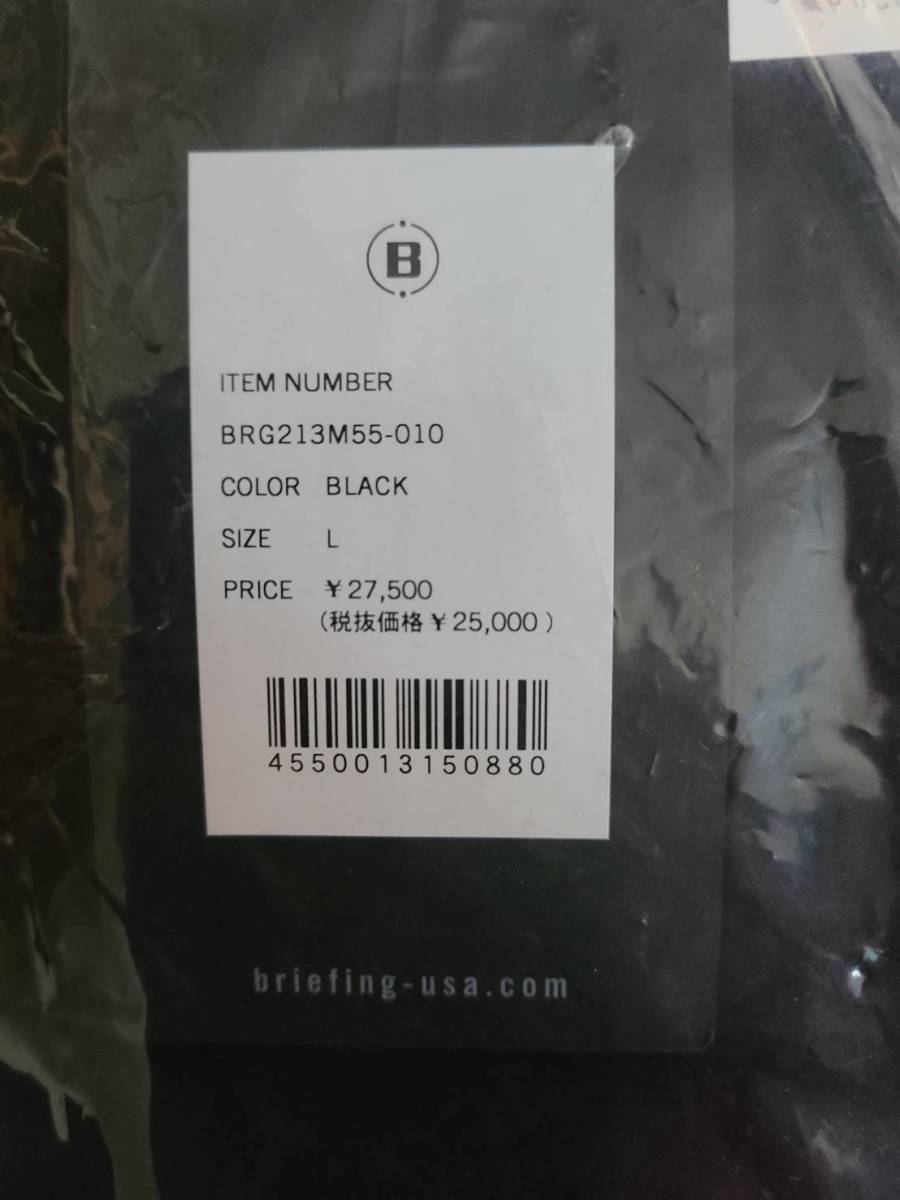 B
ITEM NUMBER
BRG213M55-010
COLOR BLACK
SIZE L
PRICE ¥27,500
(税抜価格¥25,000)
4550013150880
briefing-usa.com